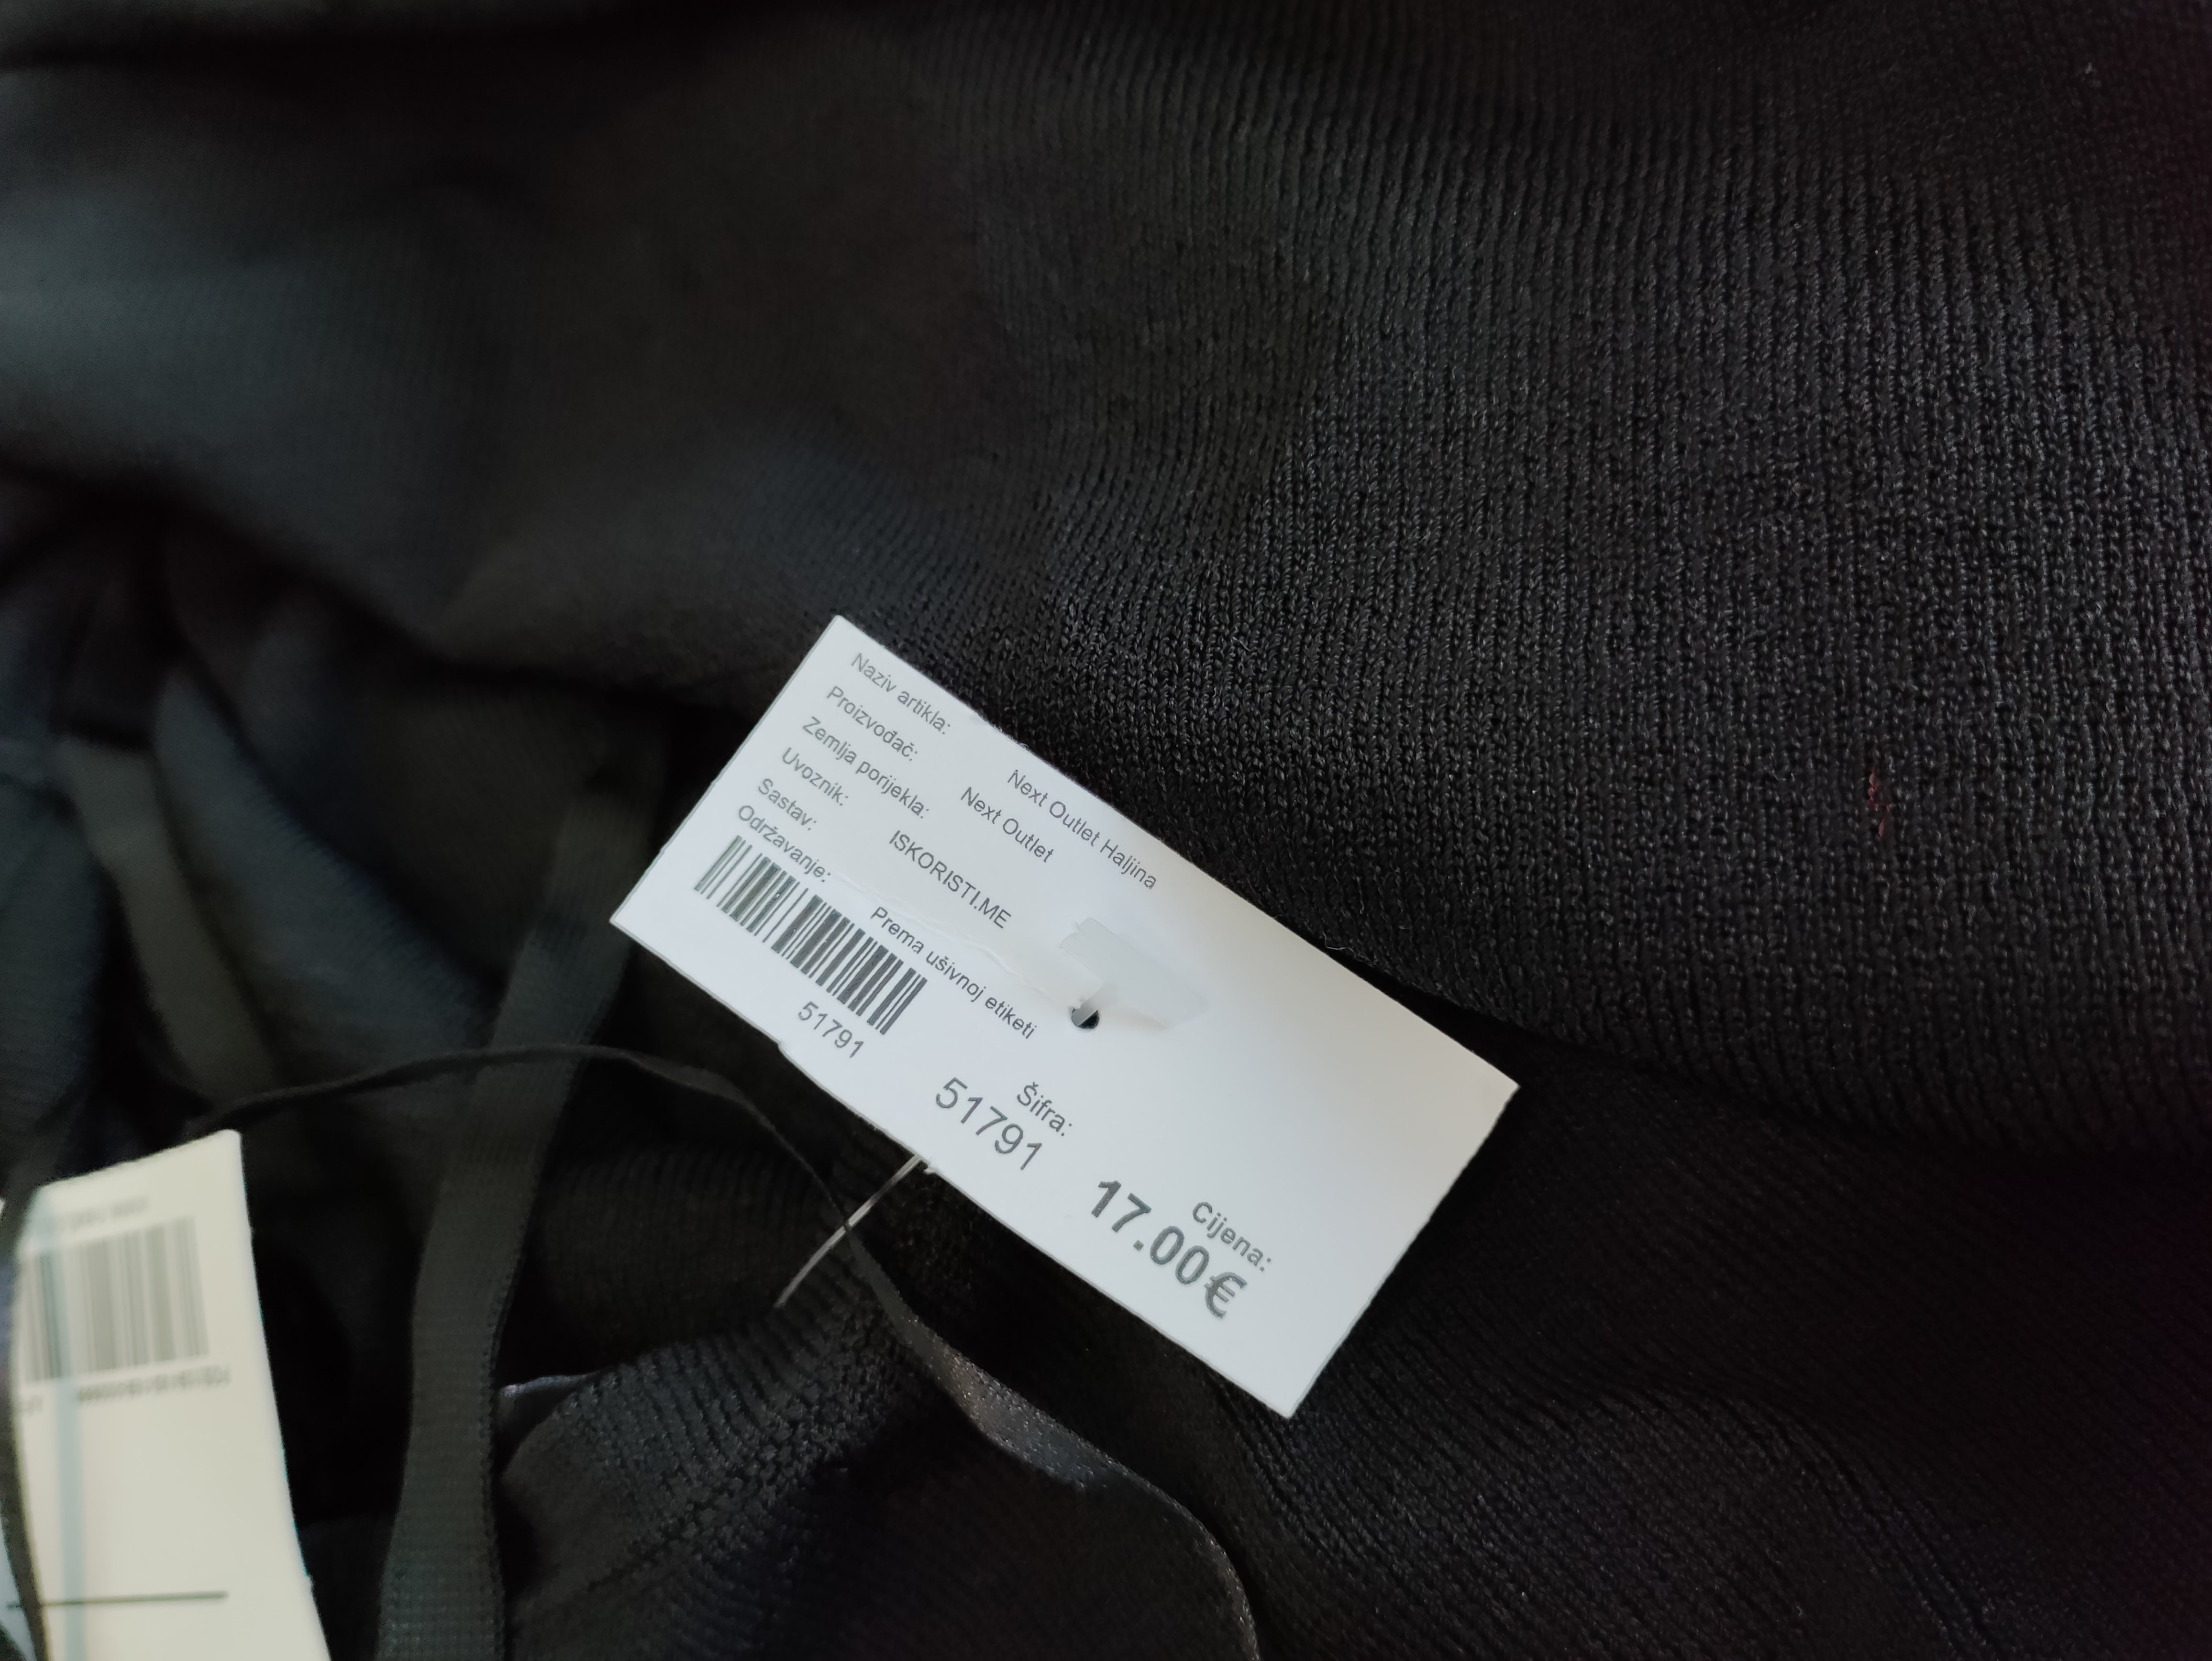 Naziv artikla: Next Outlet Haljina
Proizvođač: Next Outlet
Zemlja porijekla:
Uvoznik: ISKORISTI.ME
Sastav:
Održavanje: Prema ušivnoj etiketi
51791
Šifra:
51791
Cijena:
17.00€